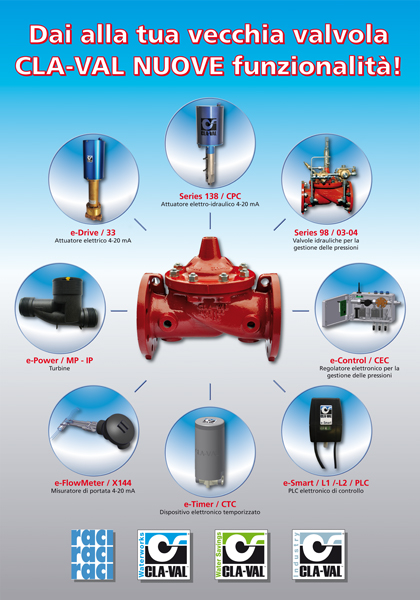 Dai alla tua vecchia valvola
CLA-VAL NUOVE funzionalità!
CLA-VAL
Series 138 / CPC
Attuatore elettro-idraulico 4-20 mA
e-Drive / 33
Attuatore elettrico 4-20 mA
Series 98 / 03-04
Valvole idrauliche per la
gestione delle pressioni
e-Power / MP - IP
Turbine
e-Control / CEC
Regolatore elettronico per la
gestione delle pressioni
e-FlowMeter / X144
Misuratore di portata 4-20 mA
e-Timer / CTC
Dispositivo elettronico temporizzato
e-Smart / L1 /-L2 / PLC
PLC elettronico di controllo
raci
raci
raci
Waterworks
CLA-VAL
Water Savings
CLA-VAL
Industry
CLA-VAL